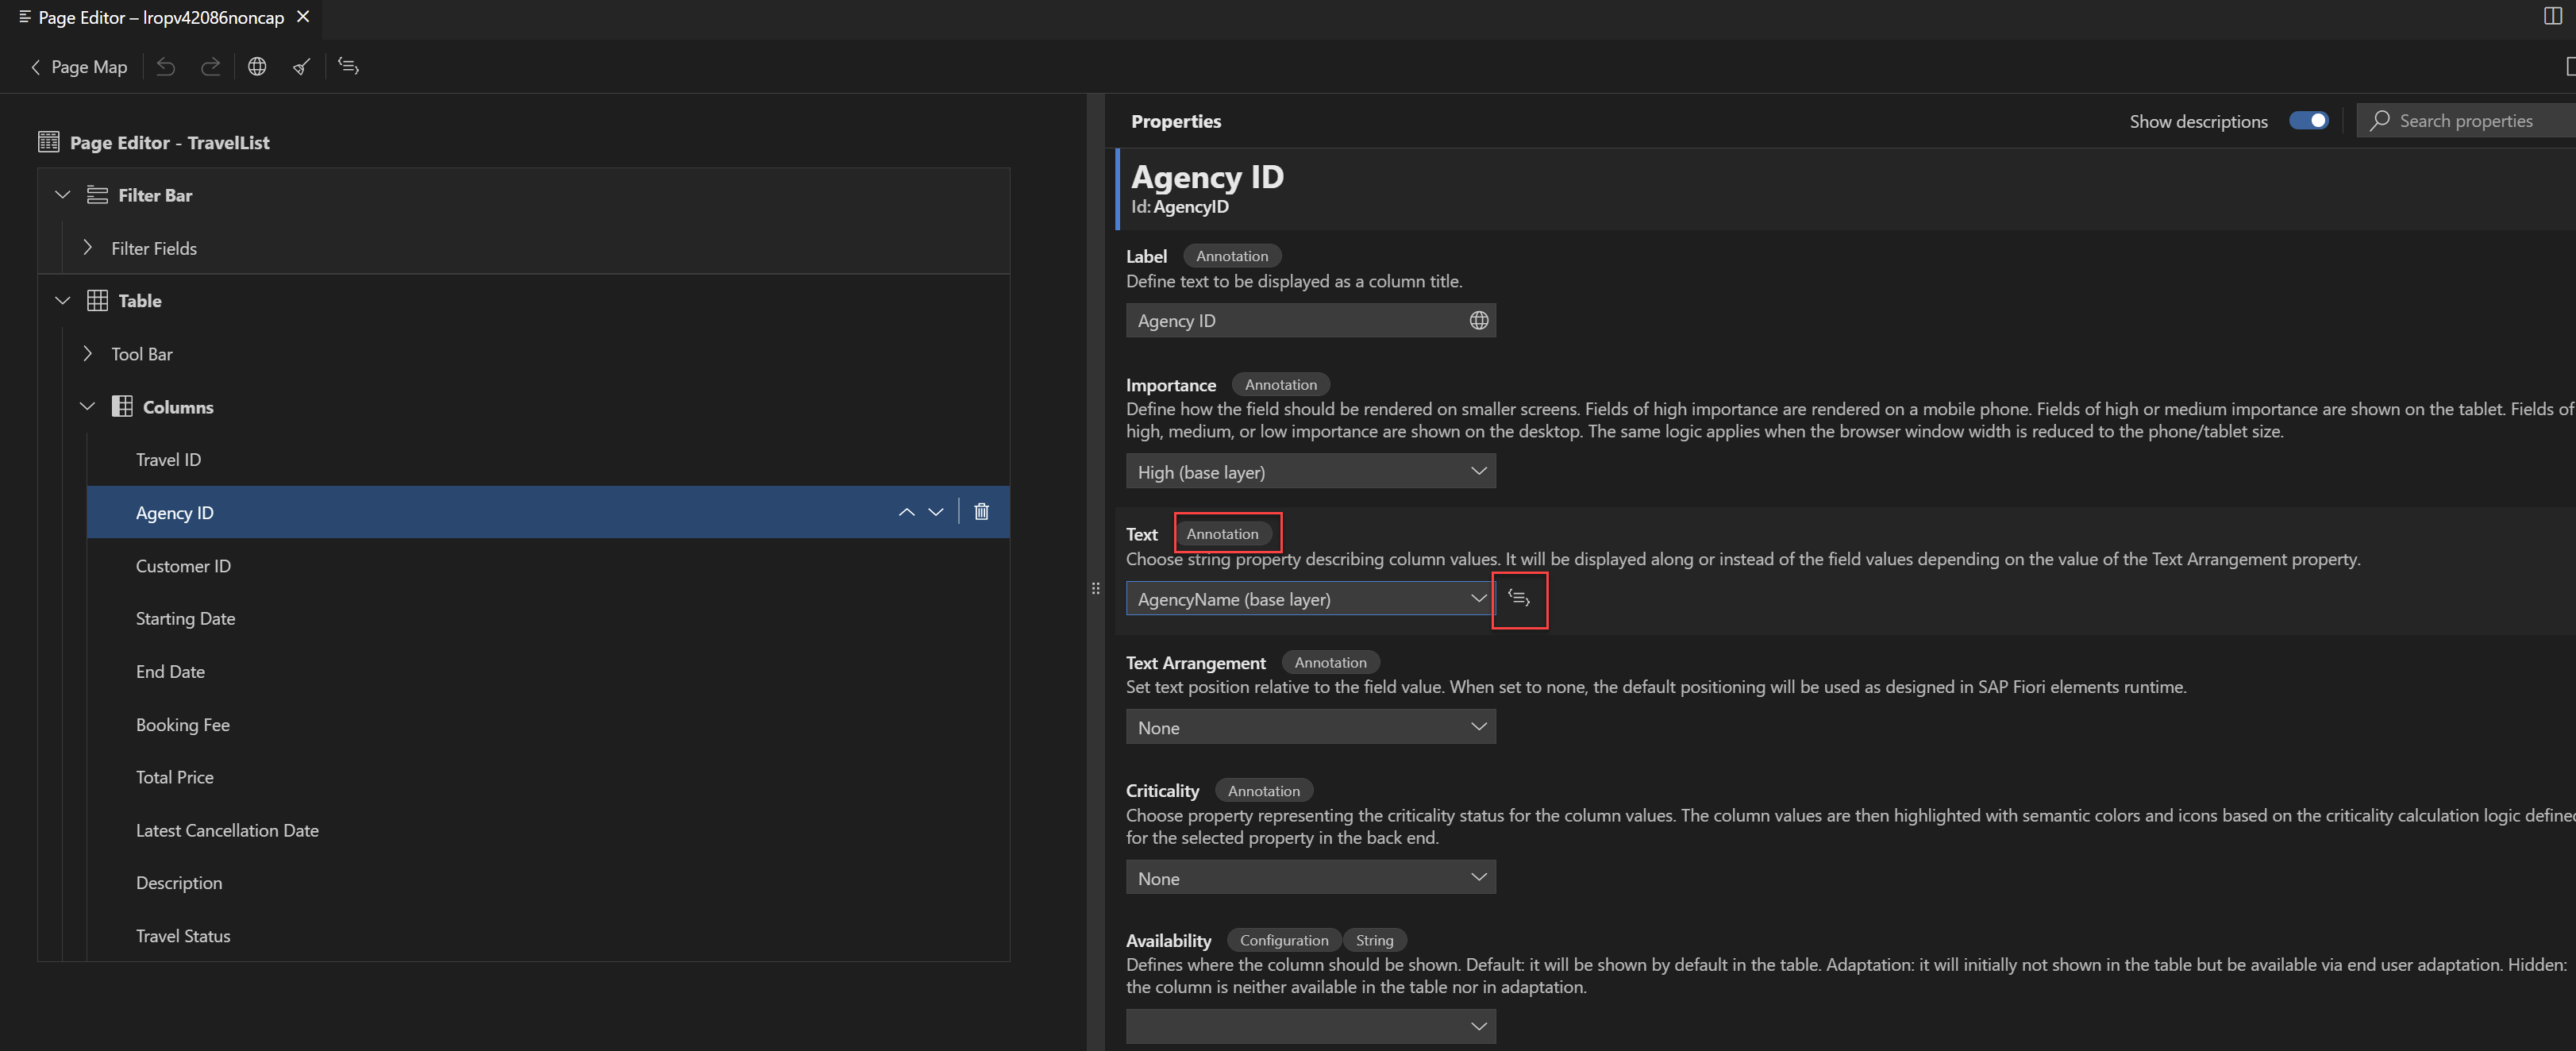 Page Editor – lropv42086noncap
Page Map
Page Editor - TravelList
Filter Bar
Filter Fields
Table
Tool Bar
Columns
Travel ID
Agency ID
Customer ID
Starting Date
End Date
Booking Fee
Total Price
Latest Cancellation Date
Description
Travel Status
Properties
Show descriptions
Search properties
Agency ID
Id: AgencyID
Label Annotation
Define text to be displayed as a column title.
Agency ID
Importance Annotation
Define how the field should be rendered on smaller screens. Fields of high importance are rendered on a mobile phone. Fields of high or medium importance are shown on the tablet. Fields of
high, medium, or low importance are shown on the desktop. The same logic applies when the browser window width is reduced to the phone/tablet size.
High (base layer)
Text Annotation
Choose string property describing column values. It will be displayed along or instead of the field values depending on the value of the Text Arrangement property.
AgencyName (base layer)
Text Arrangement Annotation
Set text position relative to the field value. When set to none, the default positioning will be used as designed in SAP Fiori elements runtime.
None
Criticality Annotation
Choose property representing the criticality status for the column values. The column values are then highlighted with semantic colors and icons based on the criticality calculation logic define
for the selected property in the back end.
None
Availability Configuration String
Defines where the column should be shown. Default: it will be shown by default in the table. Adaptation: it will initially not shown in the table but be available via end user adaptation. Hidden:
the column is neither available in the table nor in adaptation.